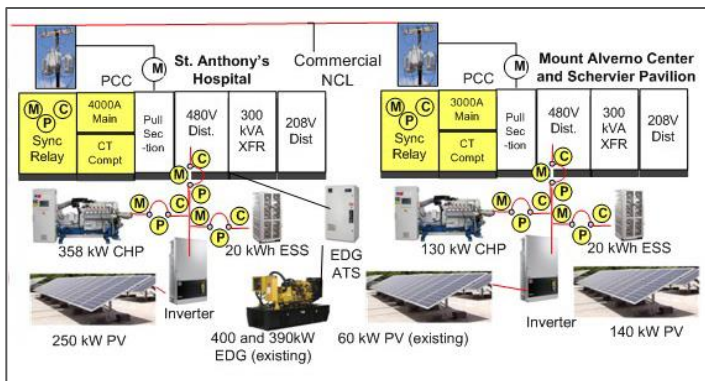 St. Anthony's
Hospital
Commercial
NCL
Mount Alverno Center
and Schervier Pavilion
M
PCC
M
PCC
M
C
P
Sync
Relay
4000A
Main
CT
Compt
Pull
Sec
-tion
480V
Dist.
300
kVA
XFR
208V
Dist
M
C
P
Sync
Relay
3000A
Main
CT
Compt
Pull
Sec
-tion
480V
Dist.
300
kVA
XFR
208V
Dist
C
M
P
M
C
P
M
C
P
C
M
P
M
C
P
M
C
P
358 kW CHP
20 kWh ESS
EDG
ATS
130 kW CHP
20 kWh ESS
Inverter
Inverter
250 kW PV
400 and 390kW
EDG (existing)
60 kW PV (existing)
140 kW PV